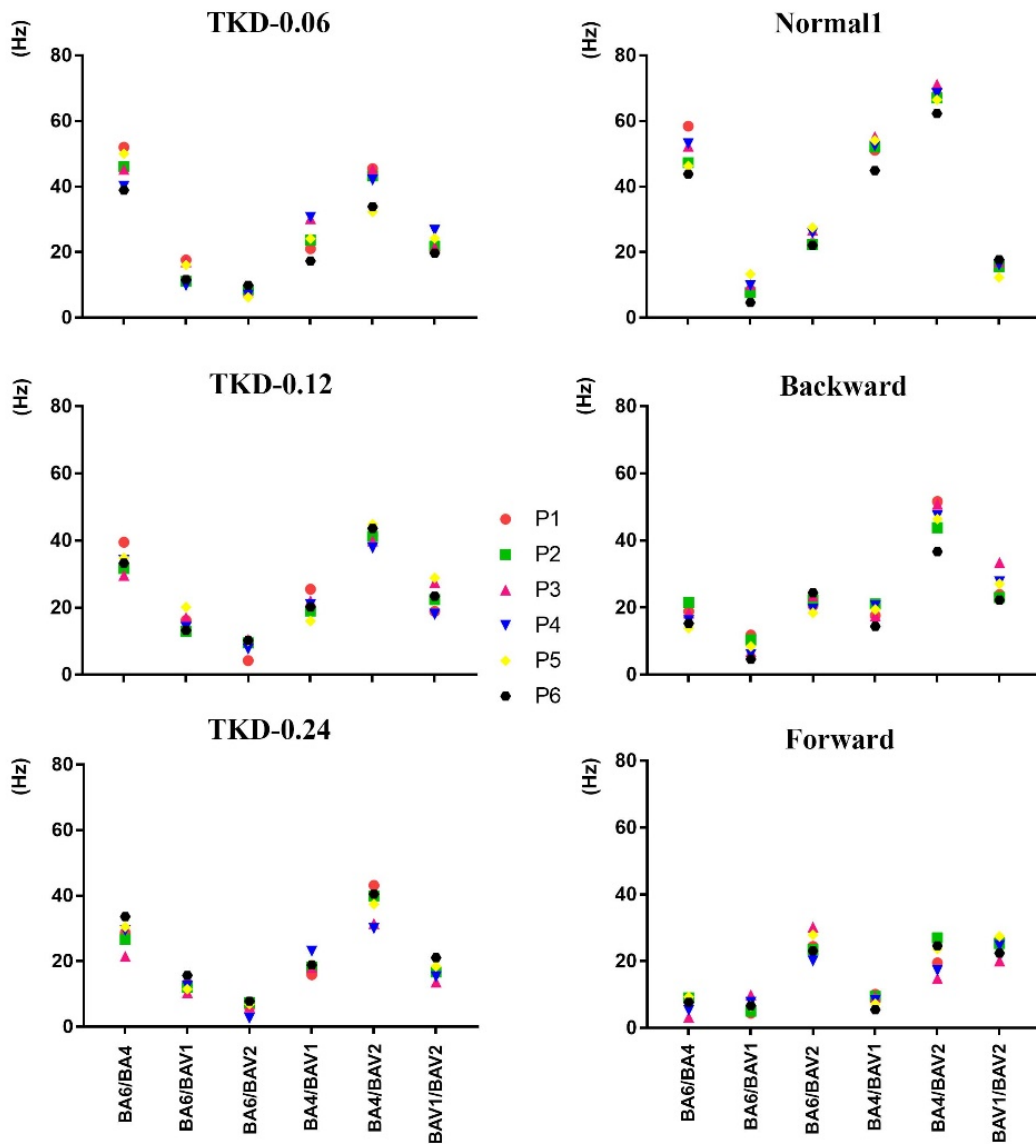 TKD-0.06
(Hz)
80
60
40
20
0
Normal1
(Hz)
80
60
40
20
0
TKD-0.12
(Hz)
80
60
40
20
0
Backward
(Hz)
80
60
40
20
0
P1
P2
P3
P4
P5
P6
TKD-0.24
(Hz)
80
60
40
20
0
BA6/BA4
BA6/BAV1
BA6/BAV2
BA4/BAV1
BA4/BAV2
BAV1/BAV2
Forward
(Hz)
80
60
40
20
0
BA6/BA4
BA6/BAV1
BA6/BAV2
BA4/BAV1
BA4/BAV2
BAV1/BAV2